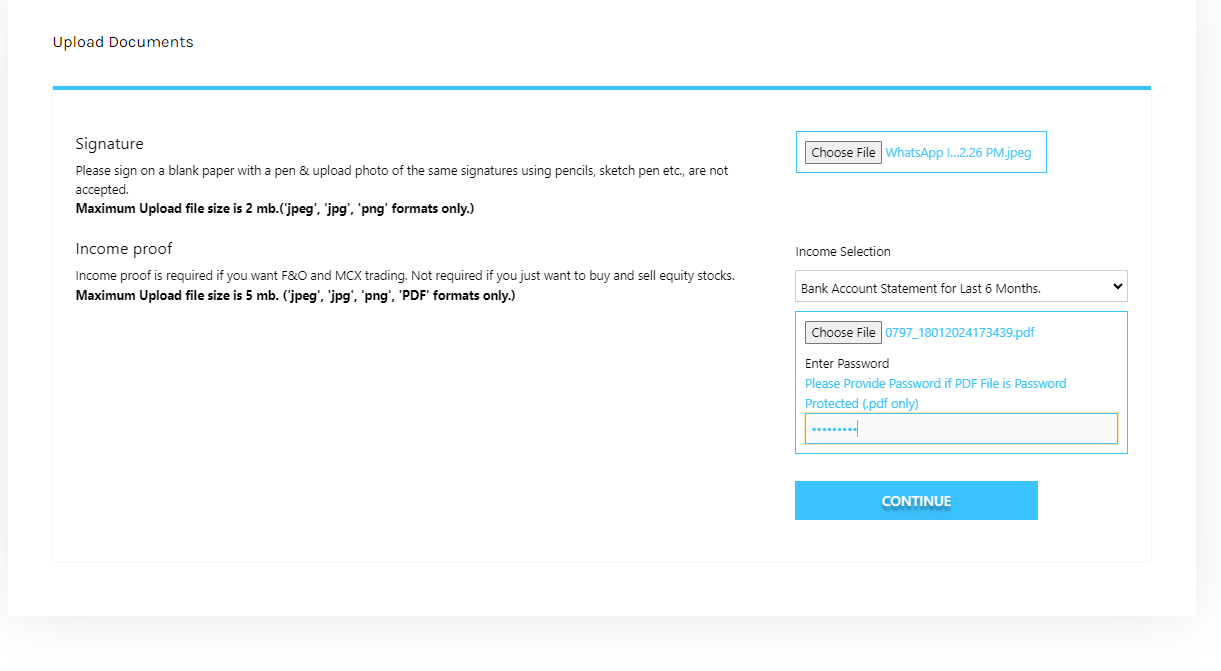 Upload Documents
Signature
Please sign on a blank paper with a pen & upload photo of the same signatures using pencils, sketch pen etc., are not
accepted.
Maximum Upload file size is 2 mb.('jpeg', 'jpg', 'png' formats only.)
Choose File WhatsApp I...2.26 PM.jpeg
Income proof
Income proof is required if you want F&O and MCX trading. Not required if you just want to buy and sell equity stocks.
Maximum Upload file size is 5 mb. ('jpeg', 'jpg', 'png', 'PDF' formats only.)
Income Selection
Bank Account Statement for Last 6 Months.
Choose File 0797_18012024173439.pdf
Enter Password
Please Provide Password if PDF File is Password
Protected (.pdf only)
•••••••••
CONTINUE